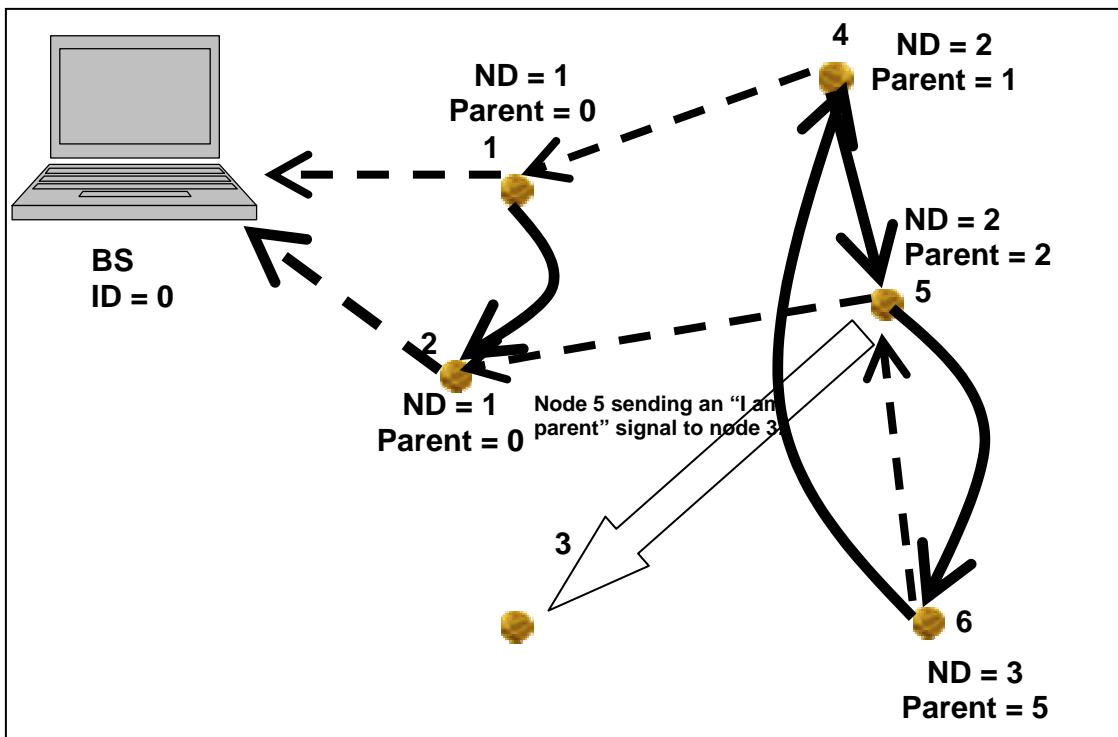 4
ND = 2
Parent = 1
ND = 1
Parent = 0
1
BS
ID = 0
ND = 2
Parent = 2
5
2
ND = 1
Parent = 0
Node 5 sending an “I am
parent” signal to node 3.
3
6
ND = 3
Parent = 5